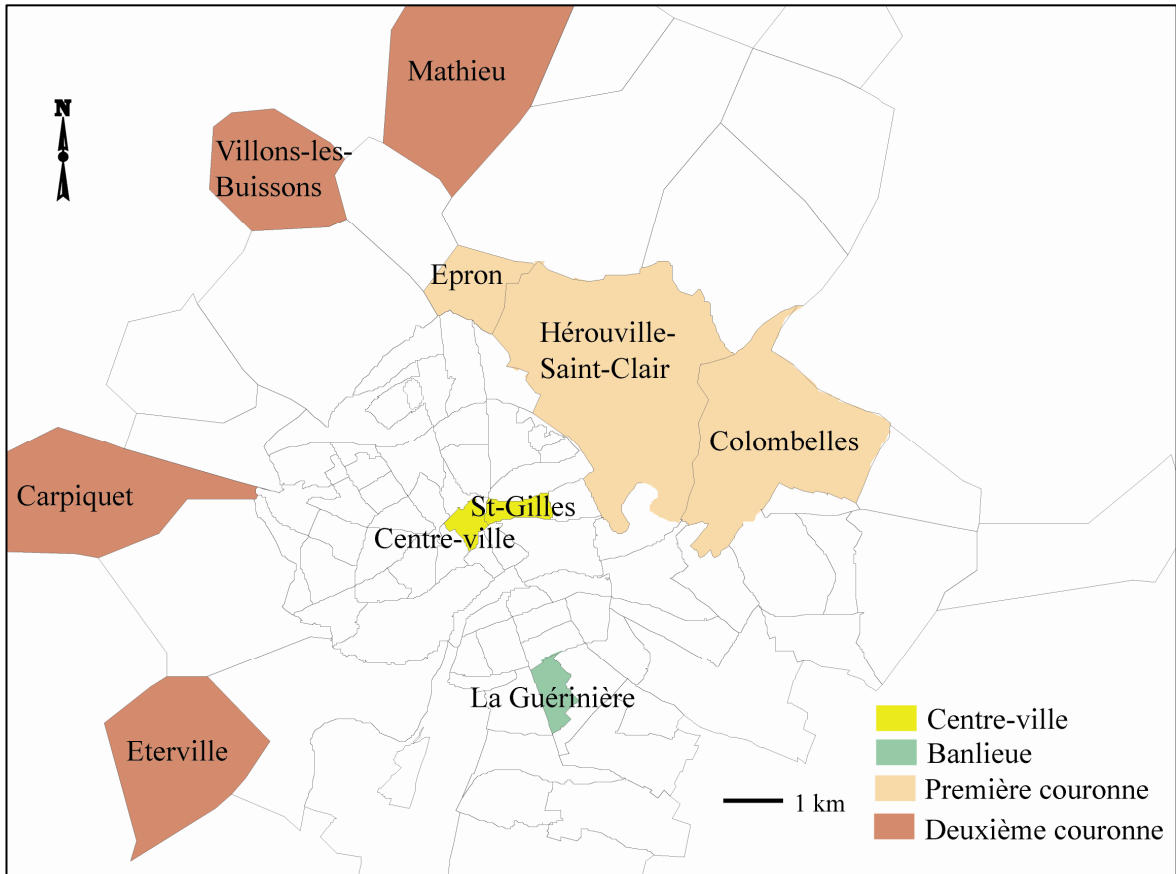 Mathieu
N
Villons-les-
Buissons
Epron
Hérouville-
Saint-Clair
Colombelles
Carpiquet
St-Gilles
Centre-ville
La Guérinière
Eterville
Centre-ville
Banlieue
Première couronne
Deuxième couronne
1 km